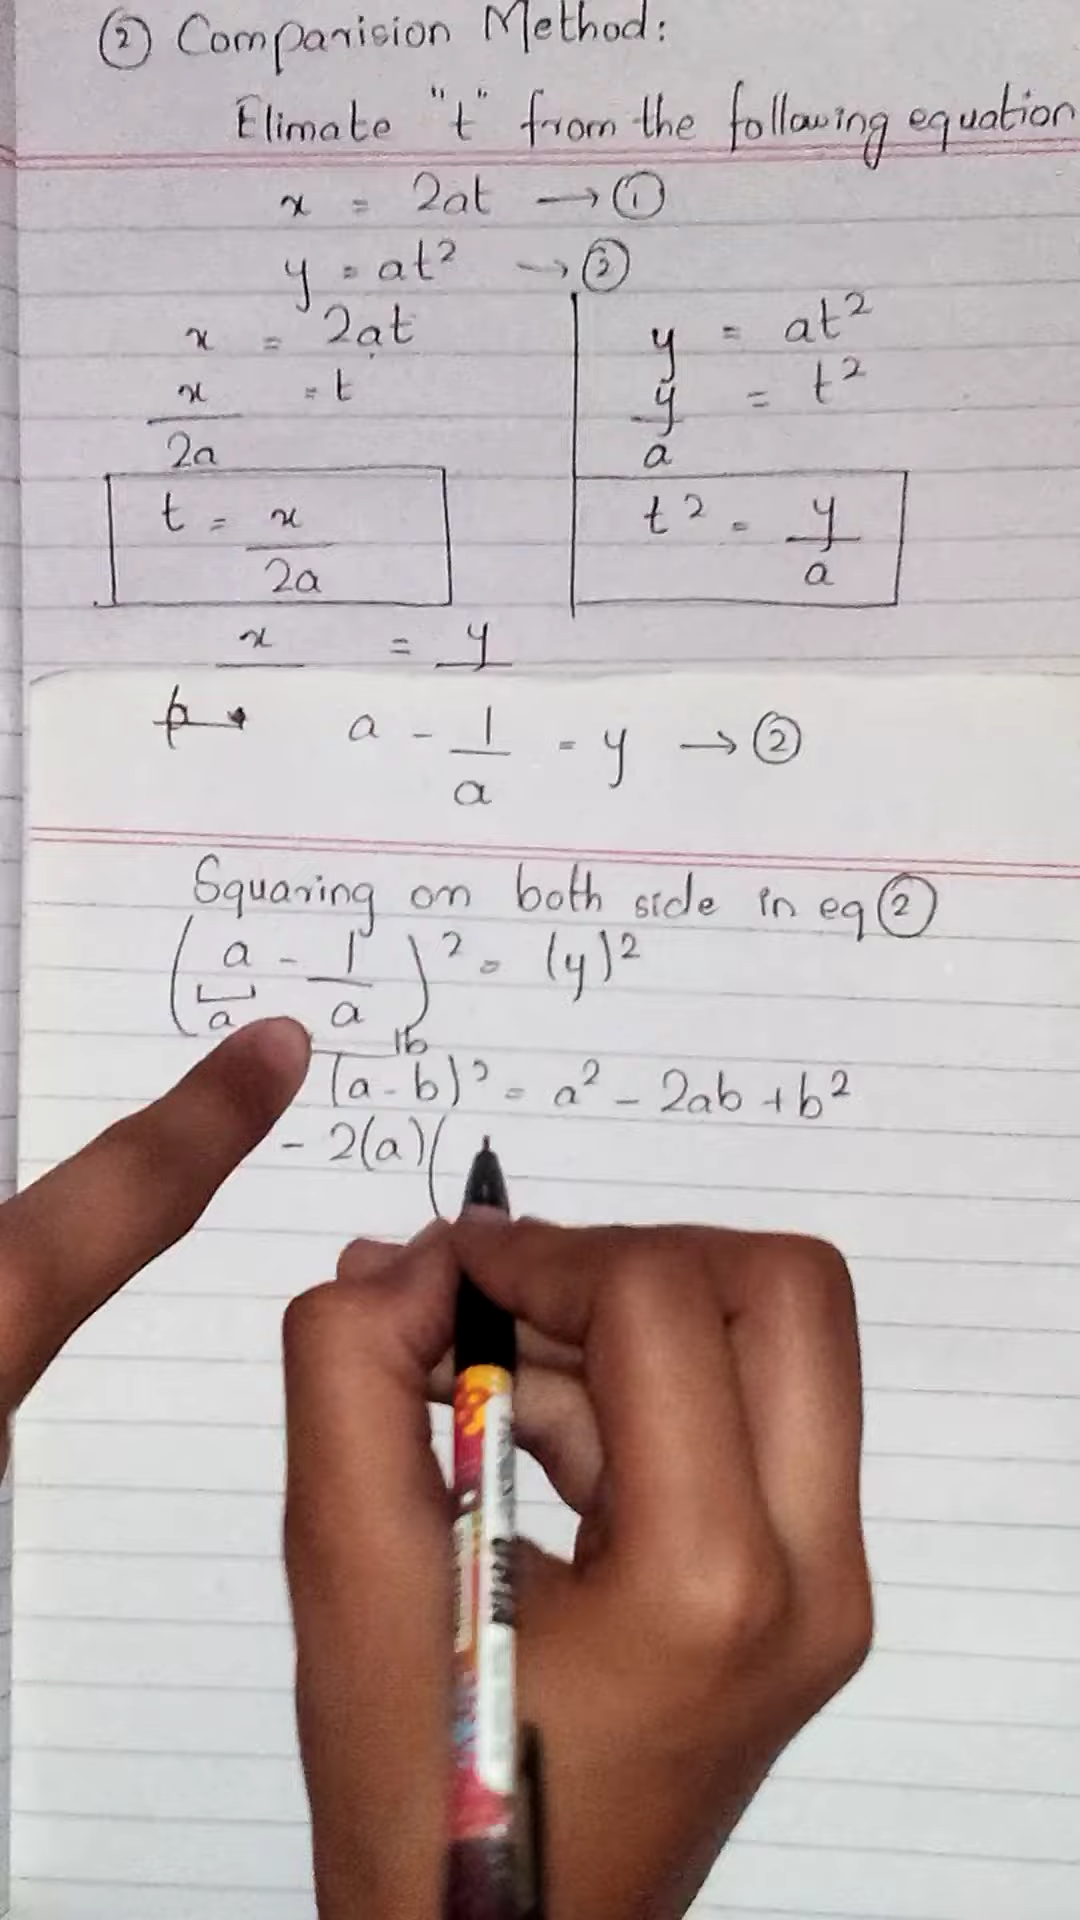 ② Comparision Method:
Elimate "t" from the following equation
x = 2at → ①
y = at² → ②
x = 2at
x/2a = t
t = x/2a
y = at²
y/a = t²
t² = y/a
x = y
a - 1/a = y → ②
Squaring on both side in eq ②
(a - 1/a)² = (y)²
a
b
(a - b)² = a² - 2ab + b²
- 2(a)(